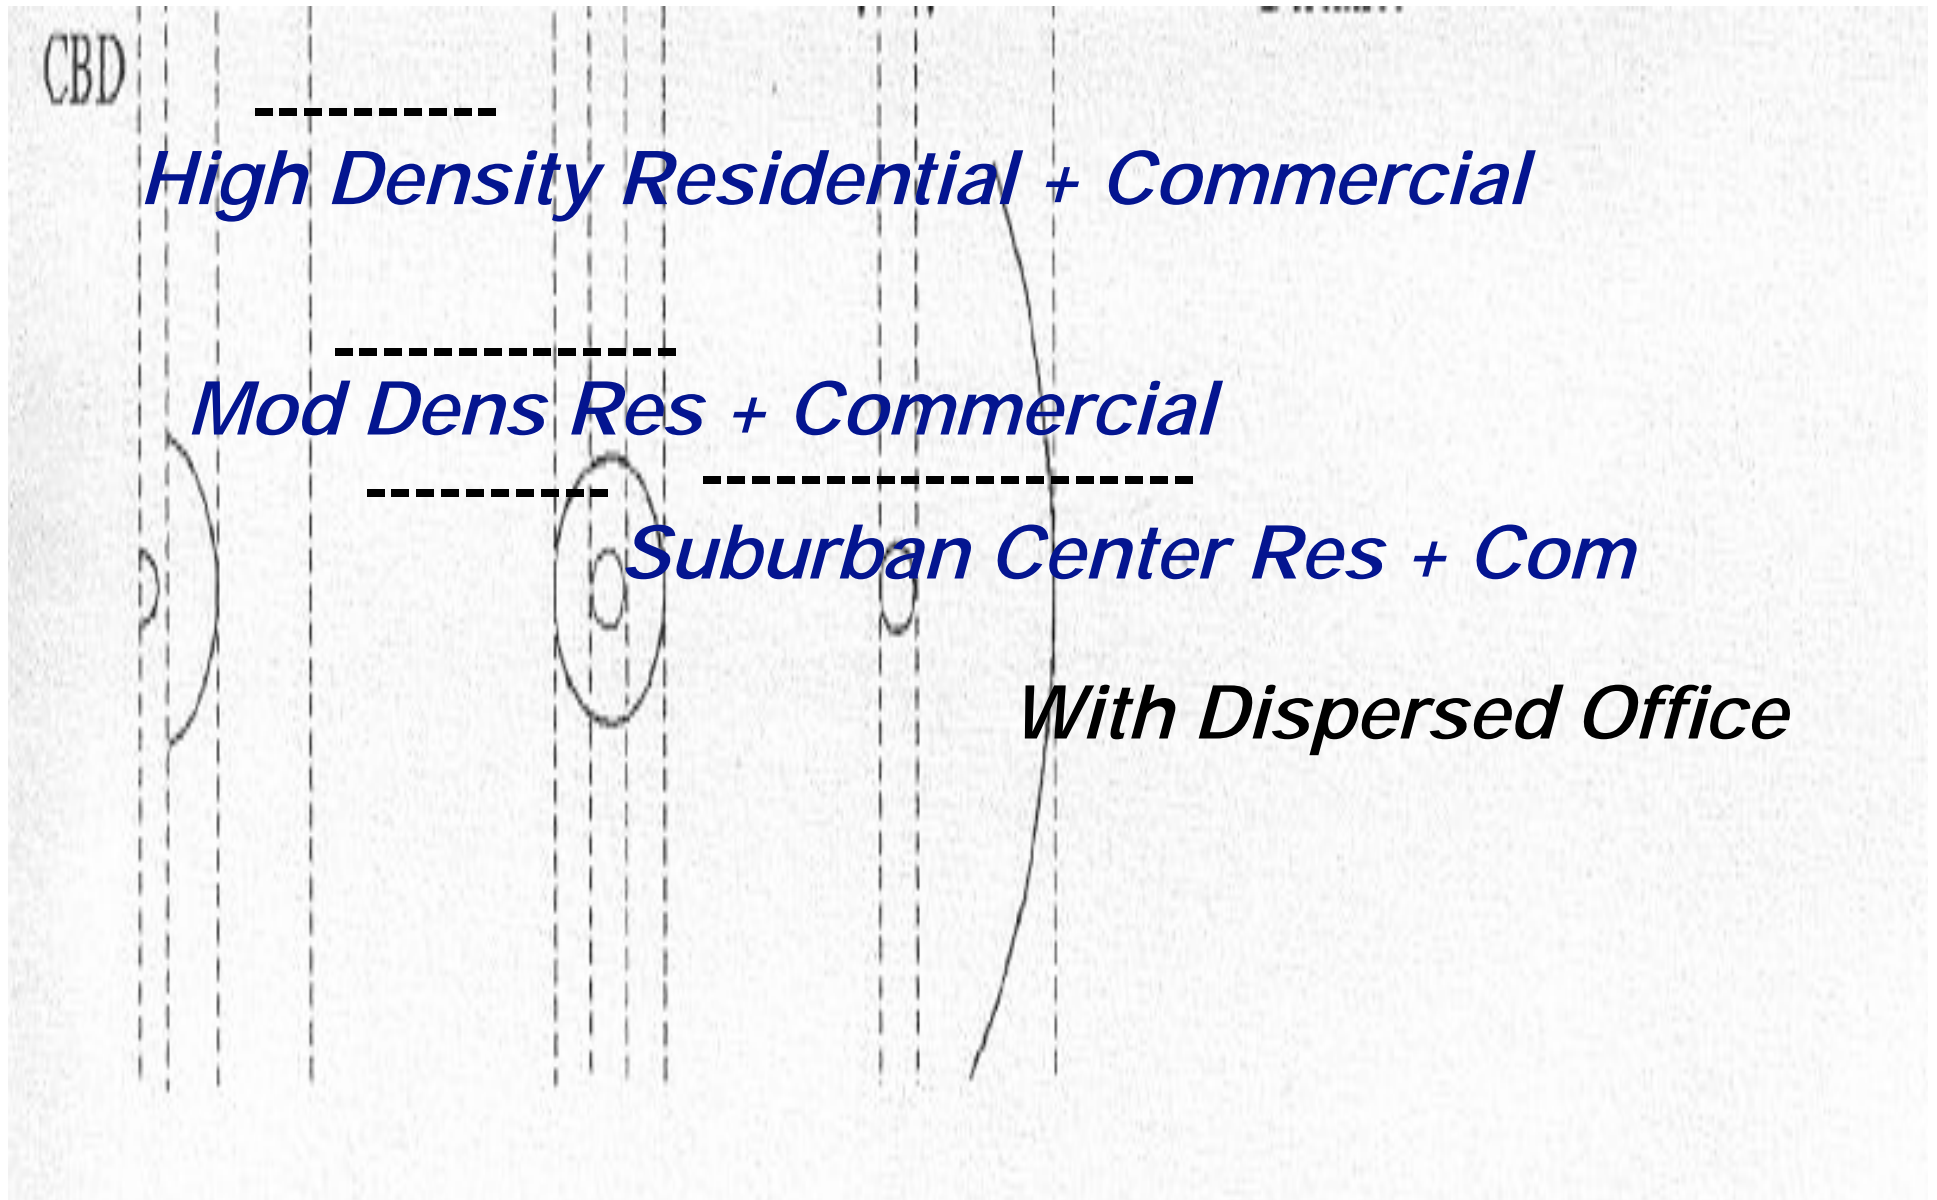 CBD
High Density Residential + Commercial
Mod Dens Res + Commercial
Suburban Center Res + Com
With Dispersed Office